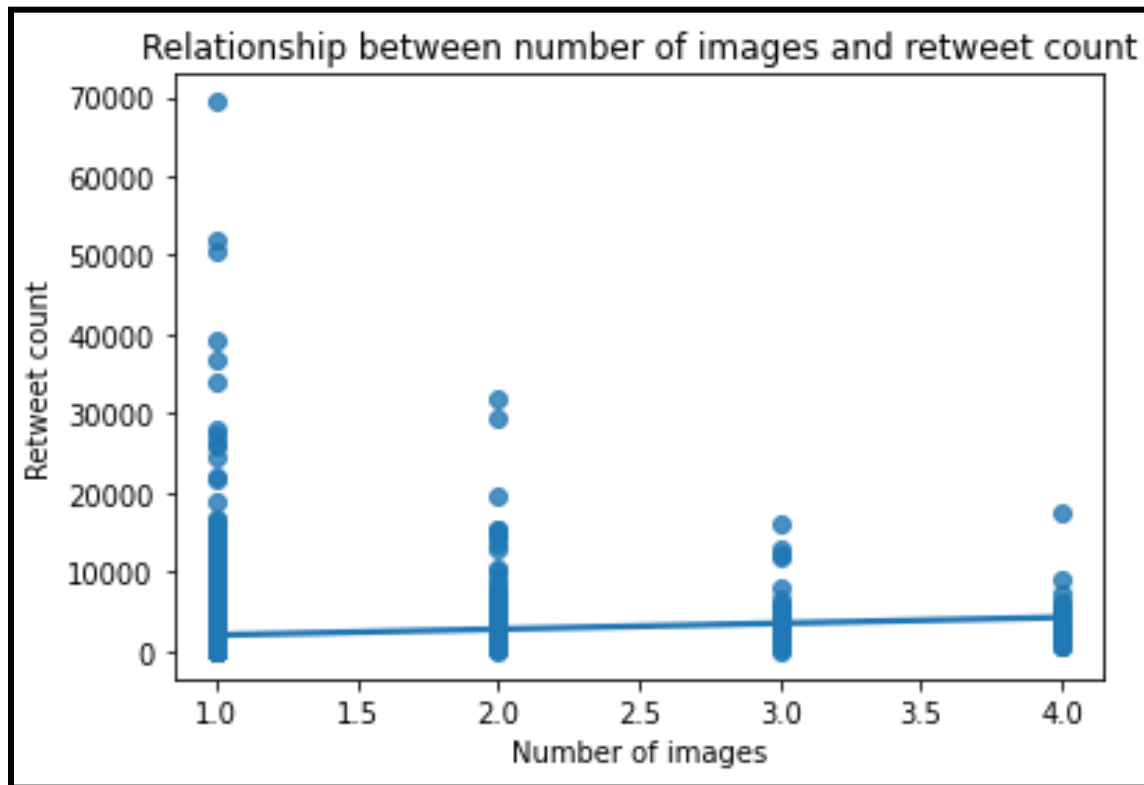 Relationship between number of images and retweet count
70000
60000
50000
40000
30000
20000
10000
0
Retweet count
1.0 1.5 2.0 2.5 3.0 3.5 4.0
Number of images